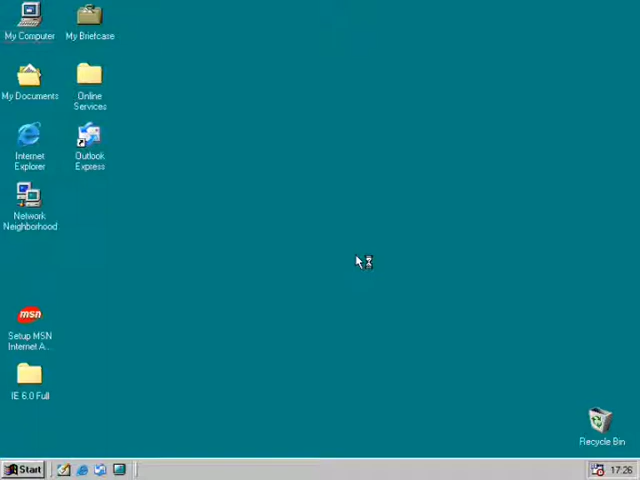 My Computer
My Briefcase
My Documents
Online
Services
Internet
Explorer
Outlook
Express
Network
Neighborhood
msn
Setup MSN
Internet A...
IE 6.0 Full
Recycle Bin
Start
17:26